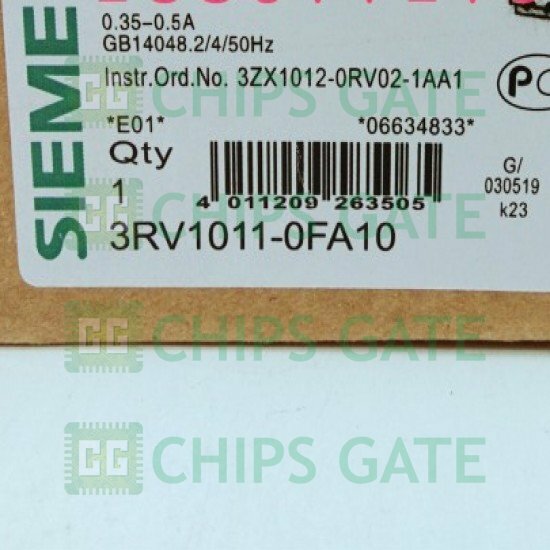 SIEME
0.35-0.5A
GB14048.2/4/50Hz
Instr.Ord.No. 3ZX1012-0RV02-1AA1
*E01* *06634833*
Qty
1
4 011209 263505
G/
030519
k23
3RV1011-0FA10
CHIPS GATE
CHIPS GATE
CHIPS GATE
CHIPS GATE